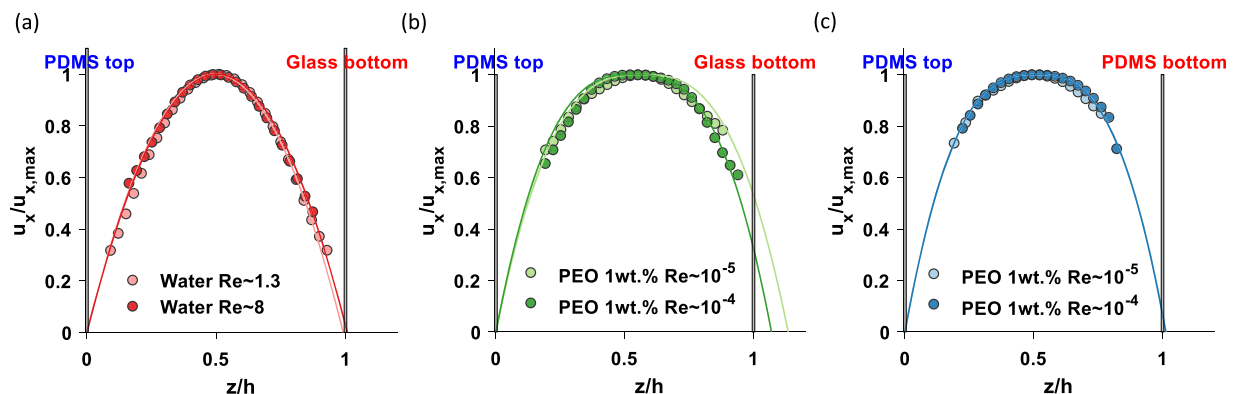 (a)
PDMS top
Glass bottom
1
0.8
0.6
0.4
0.2
0
u_x/u_x,max
Water Re~1.3
Water Re~8
0
0.5
1
z/h
(b)
PDMS top
Glass bottom
1
0.8
0.6
0.4
0.2
0
u_x/u_x,max
PEO 1wt.% Re~10^-5
PEO 1wt.% Re~10^-4
0
0.5
1
z/h
(c)
PDMS top
PDMS bottom
1
0.8
0.6
0.4
0.2
0
u_x/u_x,max
PEO 1wt.% Re~10^-5
PEO 1wt.% Re~10^-4
0
0.5
1
z/h